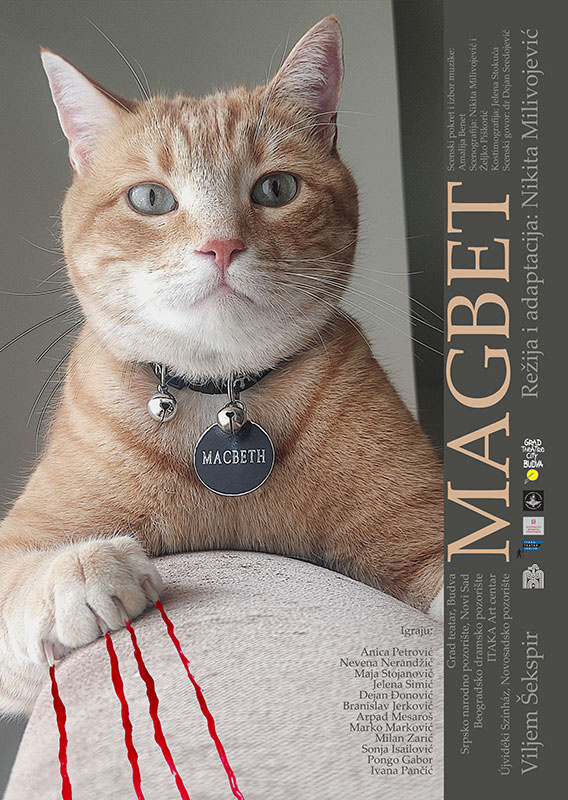 MACBETH
Igraju:
Anica Petrović
Nevena Nerandžić
Maja Stojanović
Jelena Simić
Dejan Đonović
Branislav Jerković
Arpad Mesaroš
Marko Marković
Milan Zarić
Sonja Isailović
Pongo Gabor
Ivana Pančić
Scenski pokret i izbor muzike:
Amalija Benet
Scenografija: Nikita Milivojević i
Željko Piškorić
Kostimografija: Jelena Stokuća
Scenski govor: dr Dejan Sredojević
MAGBET
Režija i adaptacija: Nikita Milivojević
GRAD
THEATRE
CITY
BUDVA
Grad teatar, Budva
Srpsko narodno pozorište, Novi Sad
Beogradsko dramsko pozorište
ITAKA Art centar
Újvidéki Színház, Novosadsko pozorište
Viljem Šekspir